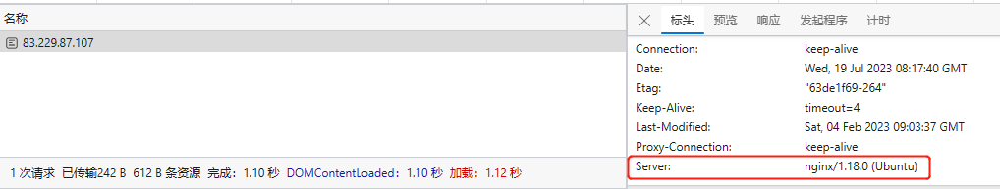 名称
83.229.87.107
1 次请求 已传输242 B 612 B 条资源 完成：1.10 秒 DOMContentLoaded：1.10 秒 加载：1.12 秒
标头 预览 响应 发起程序 计时
Connection: keep-alive
Date: Wed, 19 Jul 2023 08:17:40 GMT
Etag: "63de1f69-264"
Keep-Alive: timeout=4
Last-Modified: Sat, 04 Feb 2023 09:03:37 GMT
Proxy-Connection: keep-alive
Server: nginx/1.18.0 (Ubuntu)